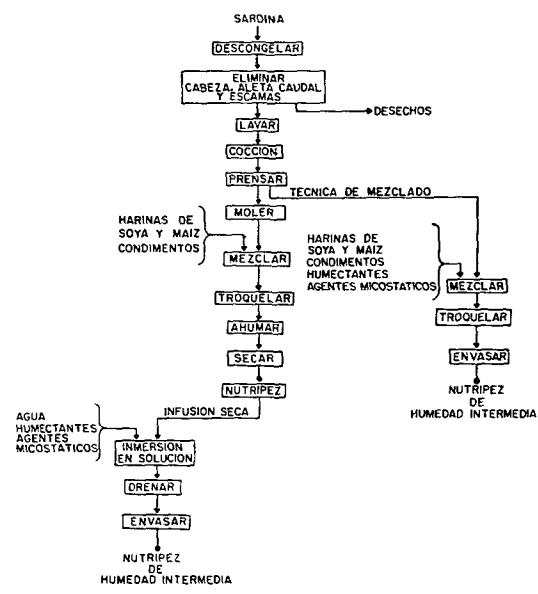 SARDINA
DESCONGELAR
ELIMINAR
CABEZA, ALETA CAUDAL
Y ESCAMAS
DESECHOS
LAVAR
COCCION
PRENSAR
TECNICA DE MEZCLADO
MOLER
HARINAS DE
SOYA Y MAIZ
CONDIMENTOS
MEZCLAR
TROQUELAR
AHUMAR
SECAR
NUTRIPEZ
HARINAS DE
SOYA Y MAIZ
CONDIMENTOS
HUMECTANTES
AGENTES MICOSTATICOS
MEZCLAR
TROQUELAR
ENVASAR
NUTRIPEZ
DE
HUMEDAD INTERMEDIA
INFUSION SECA
AGUA
HUMECTANTES
AGENTES
MICOSTÁTICOS
INMERSION
EN SOLUCION
DRENAR
ENVASAR
NUTRIPEZ
DE
HUMEDAD INTERMEDIA